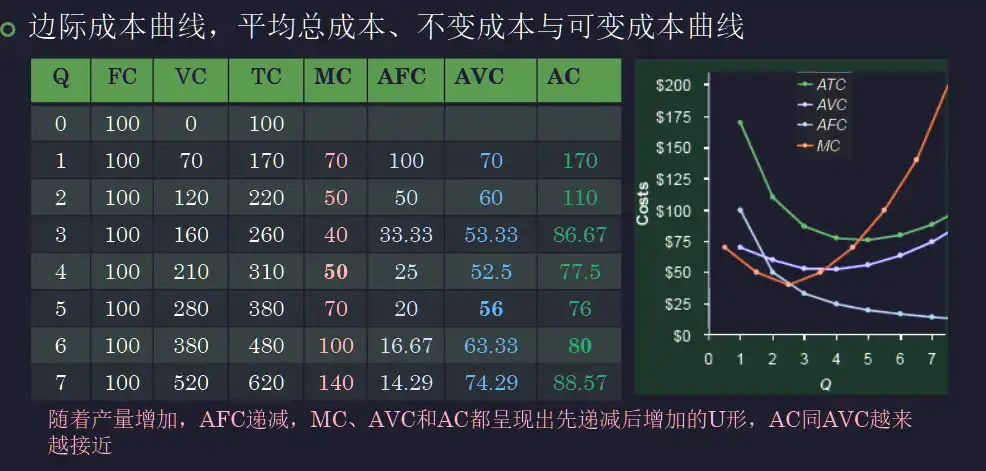 边际成本曲线，平均总成本、不变成本与可变成本曲线
Q FC VC TC MC AFC AVC AC
0 100 0 100
1 100 70 170 70 100 70 170
2 100 120 220 50 50 60 110
3 100 160 260 40 33.33 53.33 86.67
4 100 210 310 50 25 52.5 77.5
5 100 280 380 70 20 56 76
6 100 380 480 100 16.67 63.33 80
7 100 520 620 140 14.29 74.29 88.57
随着产量增加，AFC递减，MC、AVC和AC都呈现出先递减后增加的U形，AC同AVC越来
越接近
$200
$175
$150
$125
$100
$75
$50
$25
$0
Costs
ATC
AVC
AFC
MC
0 1 2 3 4 5 6 7
Q